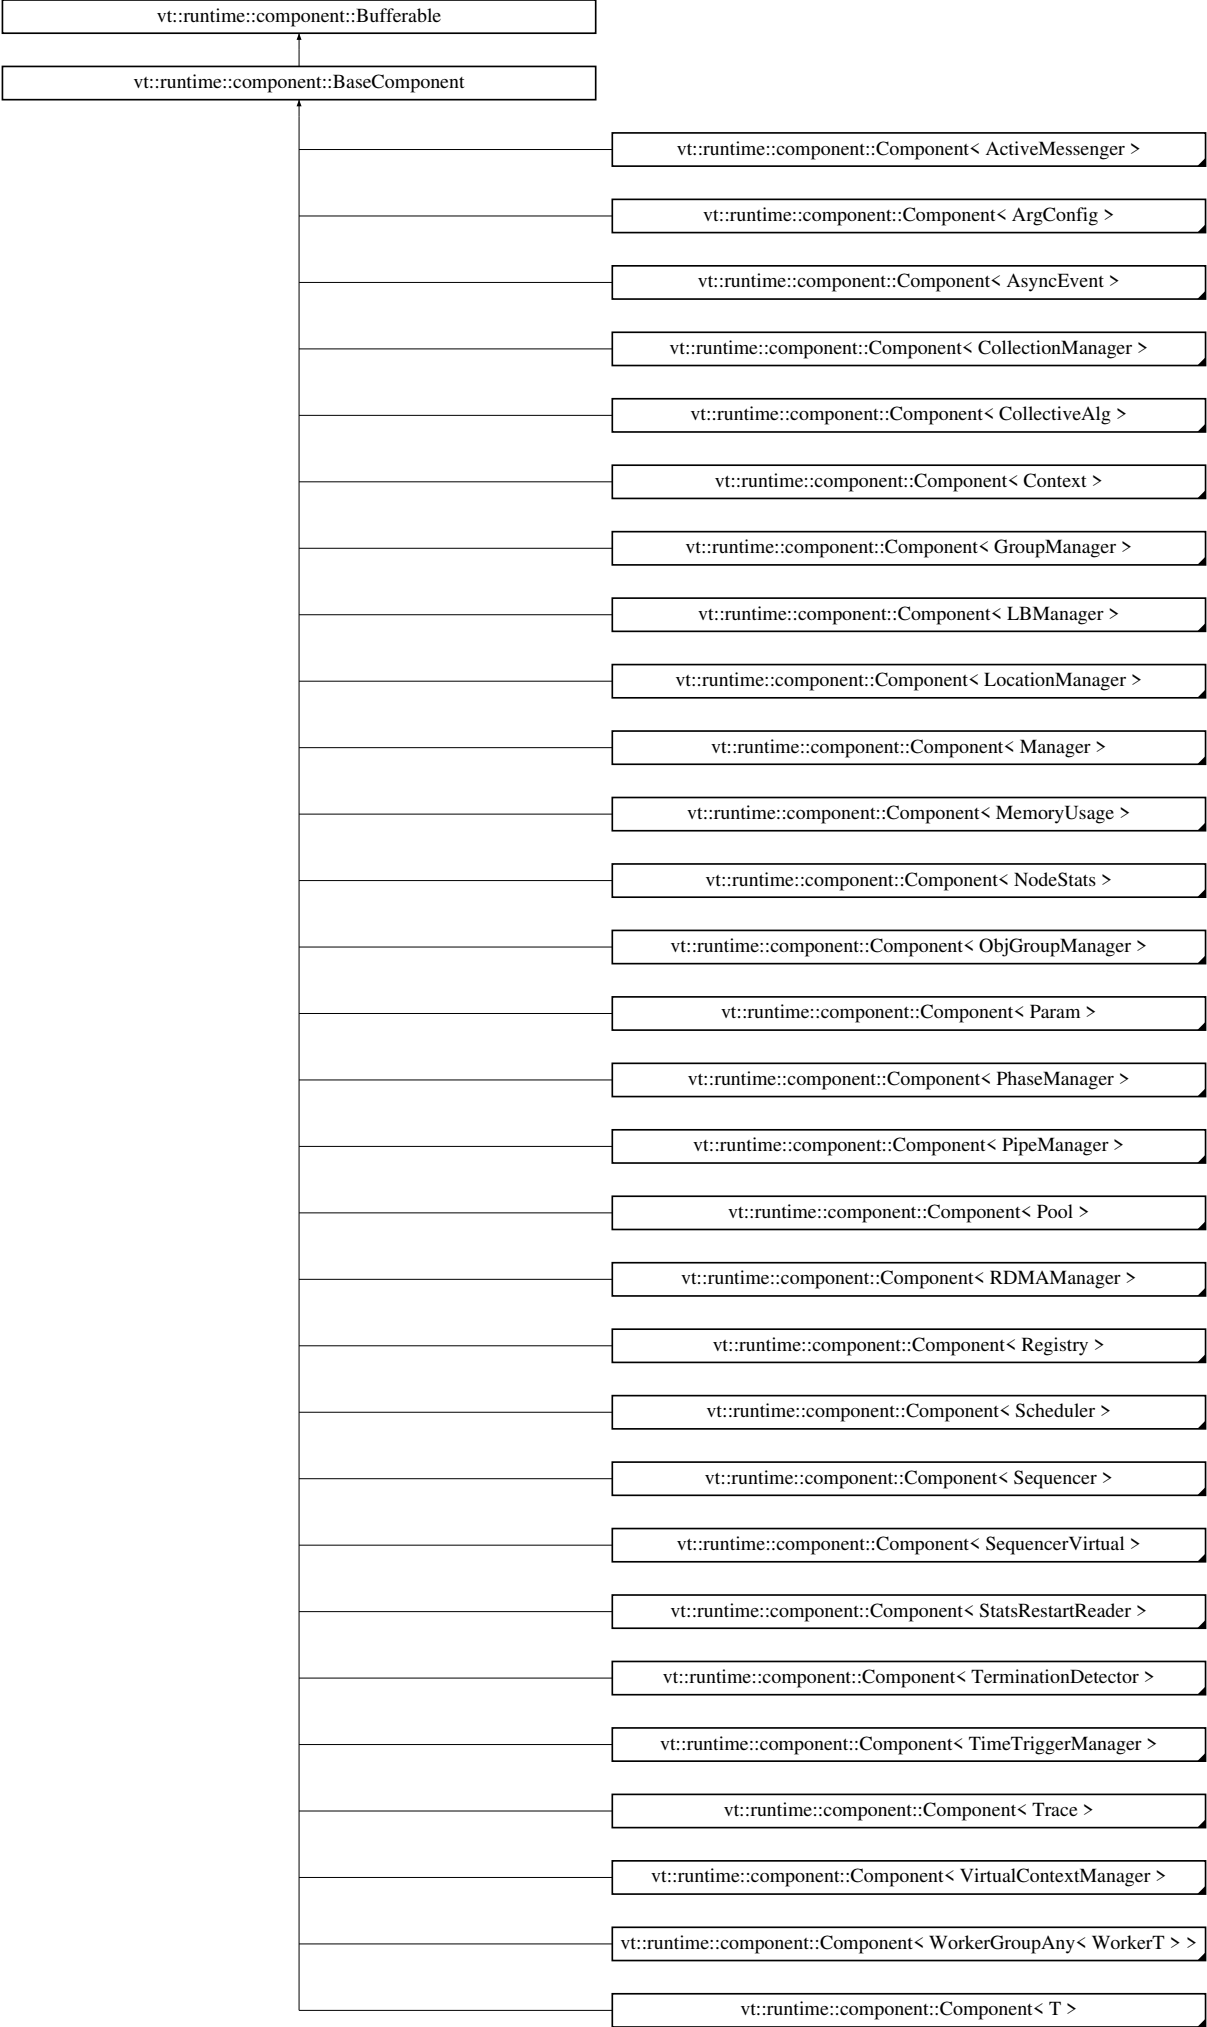 vt::runtime::component::Bufferable
vt::runtime::component::BaseComponent
vt::runtime::component::Component< ActiveMessenger >
vt::runtime::component::Component< ArgConfig >
vt::runtime::component::Component< AsyncEvent >
vt::runtime::component::Component< CollectionManager >
vt::runtime::component::Component< CollectiveAlg >
vt::runtime::component::Component< Context >
vt::runtime::component::Component< GroupManager >
vt::runtime::component::Component< LBManager >
vt::runtime::component::Component< LocationManager >
vt::runtime::component::Component< Manager >
vt::runtime::component::Component< MemoryUsage >
vt::runtime::component::Component< NodeStats >
vt::runtime::component::Component< ObjGroupManager >
vt::runtime::component::Component< Param >
vt::runtime::component::Component< PhaseManager >
vt::runtime::component::Component< PipeManager >
vt::runtime::component::Component< Pool >
vt::runtime::component::Component< RDMAManager >
vt::runtime::component::Component< Registry >
vt::runtime::component::Component< Scheduler >
vt::runtime::component::Component< Sequencer >
vt::runtime::component::Component< SequencerVirtual >
vt::runtime::component::Component< StatsRestartReader >
vt::runtime::component::Component< TerminationDetector >
vt::runtime::component::Component< TimeTriggerManager >
vt::runtime::component::Component< Trace >
vt::runtime::component::Component< VirtualContextManager >
vt::runtime::component::Component< WorkerGroupAny< WorkerT > >
vt::runtime::component::Component< T >